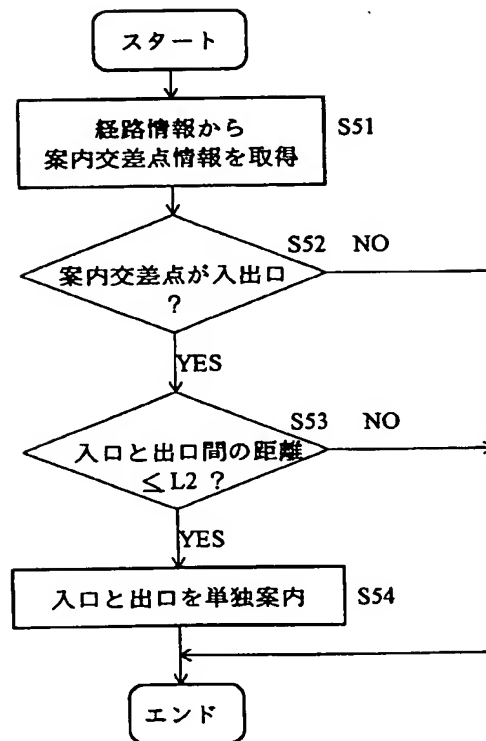 スタート
経路情報から
案内交差点情報を取得
S51
S52 NO
案内交差点が入出口
?
YES
S53 NO
入口と出口間の距離
≦ L2 ?
YES
入口と出口を単独案内
S54
エンド